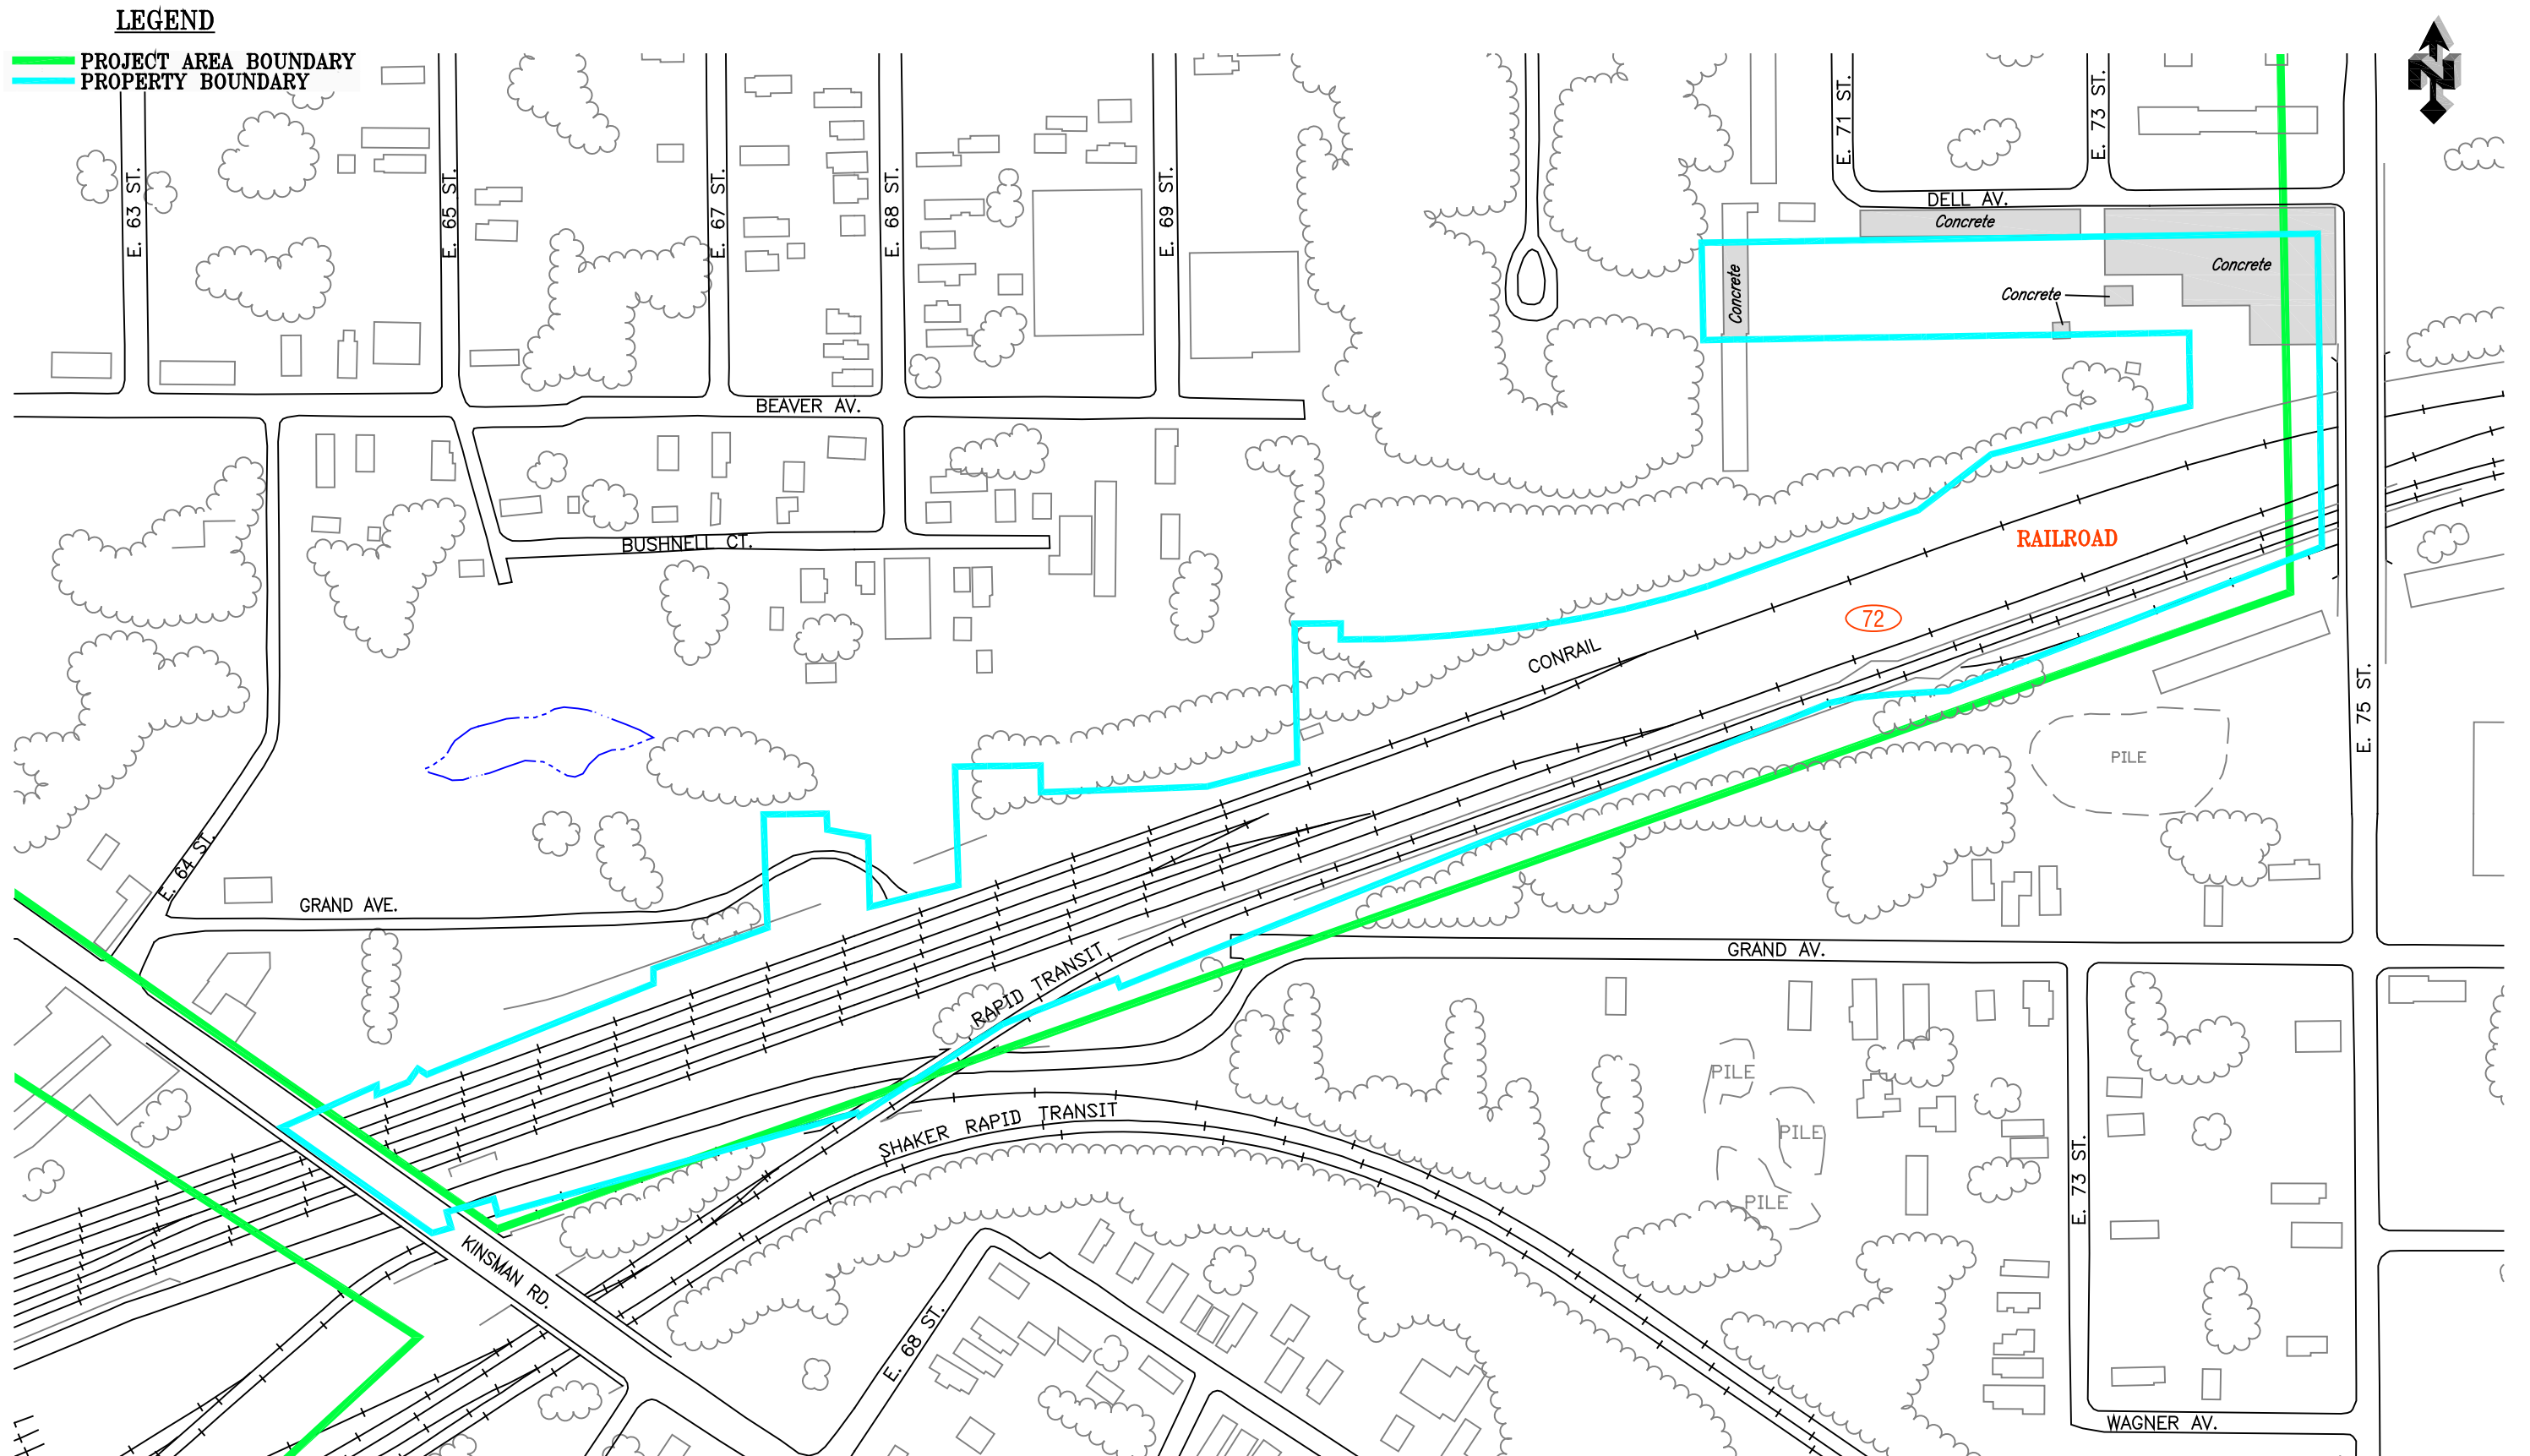 LEGEND
PROJECT AREA BOUNDARY
PROPERTY BOUNDARY
N
E. 63 ST.
E. 65 ST.
E. 67 ST.
E. 68 ST.
E. 69 ST.
E. 71 ST.
E. 73 ST.
DELL AV.
Concrete
Concrete
Concrete
Concrete
BEAVER AV.
BUSHNELL CT.
RAILROAD
72
CONRAIL
E. 75 ST.
PILE
E. 64 ST.
GRAND AVE.
GRAND AV.
RAPID TRANSIT
SHAKER RAPID TRANSIT
PILE
PILE
PILE
E. 73 ST.
KINSMAN RD.
E. 68 ST.
WAGNER AV.